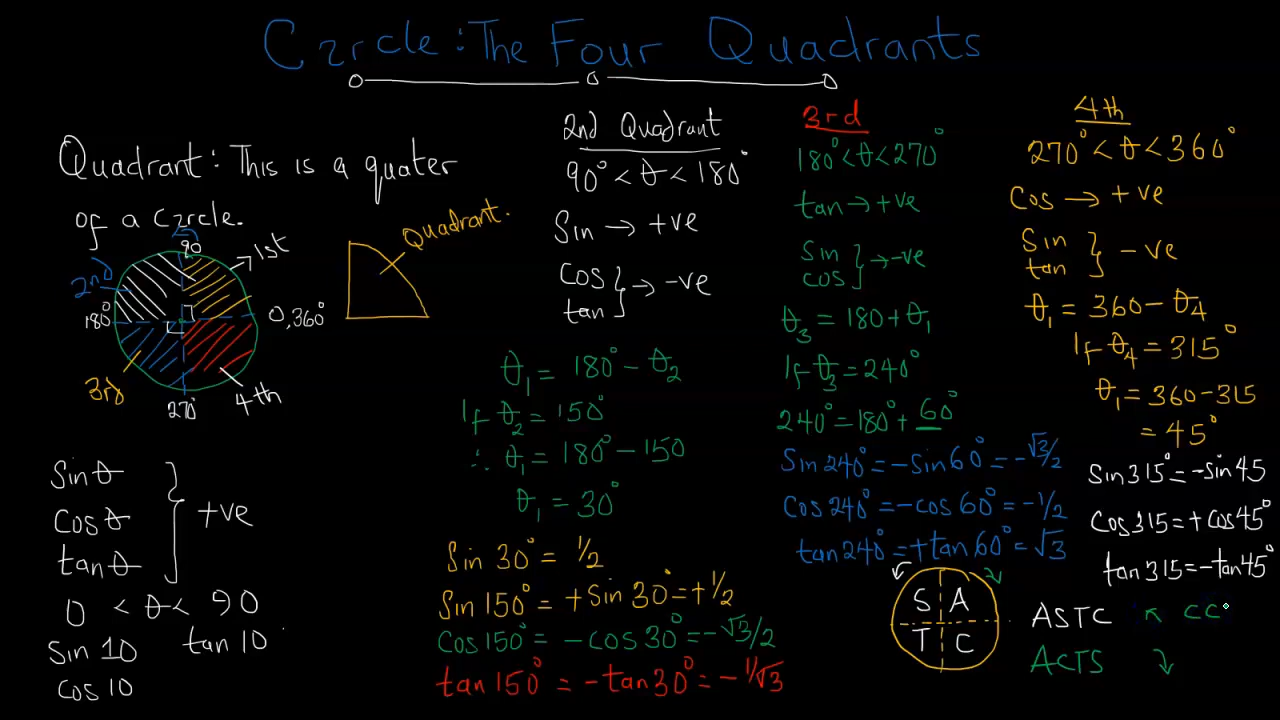 Czrcle: The Four Quadrants
Quadrant: This is a quater
of a Czrcle.
90
1st
2nd
180°
0,360°
3rd
270°
4th
Quadrant.
Sinθ
Cosθ
tanθ
+ve
0 < θ < 90
Sin 10
tan 10
Cos 10
2nd Quadrant
90° < θ < 180°
Sin → +ve
Cos
tan } → -ve
θ₁ = 180° - θ₂
If θ₂ = 150°
∴ θ₁ = 180° - 150
θ₁ = 30°
Sin 30° = 1/2
Sin 150° = +Sin 30° = +1/2
Cos 150° = -cos 30° = -√3/2
tan 150° = -tan 30° = -1/√3
3rd
180° < θ < 270°
tan → +ve
Sin
cos } → -ve
θ₃ = 180 + θ₁
If θ₃ = 240°
240° = 180° + 60°
Sin 240° = -sin 60° = -√3/2
Cos 240° = -cos 60° = -1/2
tan 240° = +tan 60° = √3
4th
270° < θ < 360°
Cos → +ve
Sin
tan } -ve
θ₁ = 360 - θ₄
If θ₄ = 315°
θ₁ = 360 - 315
= 45°
Sin 315° = -sin 45
Cos 315 = +cos 45°
tan 315 = -tan 45°
S A
T C
ASTC ↖ CC
ACTS ↘